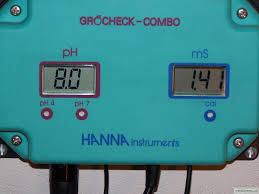 GROCHECK-COMBO
pH
mS
8.0
1.41
pH 4
pH 7
cal
HANNA instruments